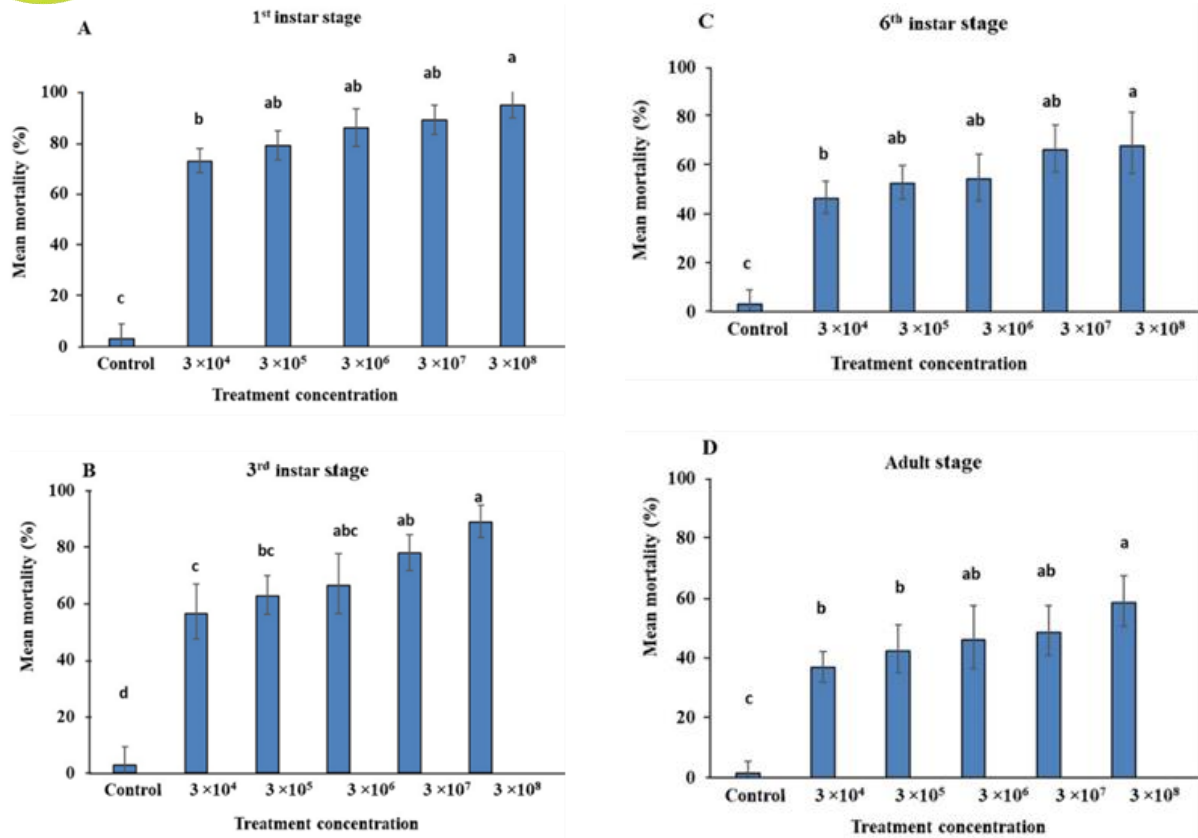 A
1st instar stage
Mean mortality (%)
100
80
60
40
20
0
c
b
ab
ab
ab
a
Control 3 ×10⁴ 3 ×10⁵ 3 ×10⁶ 3 ×10⁷ 3 ×10⁸
Treatment concentration
B
3rd instar stage
Mean mortality (%)
100
80
60
40
20
0
d
c
bc
abc
ab
a
Control 3 ×10⁴ 3 ×10⁵ 3 ×10⁶ 3 ×10⁷ 3 ×10⁸
Treatment concentration
C
6th instar stage
Mean mortality (%)
100
80
60
40
20
0
c
b
ab
ab
ab
a
Control 3 ×10⁴ 3 ×10⁵ 3 ×10⁶ 3 ×10⁷ 3 ×10⁸
Treatment concentration
D
Adult stage
Mean mortality (%)
100
80
60
40
20
0
c
b
b
ab
ab
a
Control 3 ×10⁴ 3 ×10⁵ 3 ×10⁶ 3 ×10⁷ 3 ×10⁸
Treatment concentration